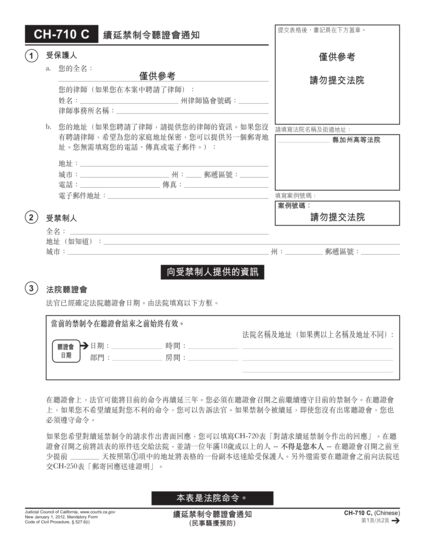 CH-710 C 續延禁制令聽證會通知
提交表格後，書記員在下方蓋章。
僅供參考
請勿提交法院
1 受保護人
a. 您的全名：
僅供參考
您的律師（如果您在本案中聘請了律師）：
姓名： 州律師協會號碼：
律師事務所名稱：
b. 您的地址（如果您聘請了律師，請提供您的律師的資訊。如果您沒
有聘請律師，希望為您的家庭地址保密，您可以提供另一個郵寄地
址。您無需填寫您的電話、傳真或電子郵件。）：
地址：
城市： 州： 郵遞區號：
電話： 傳真：
電子郵件地址：
請填寫法院名稱及街道地址：
縣加州高等法院
填寫案例號碼：
案例號碼：
請勿提交法院
2 受禁制人
全名：
地址（如知道）：
城市： 州： 郵遞區號：
向受禁制人提供的資訊
3 法院聽證會
法官已經確定法院聽證會日期。由法院填寫以下方框。
當前的禁制令在聽證會結束之前始終有效。
法院名稱及地址（如果與以上名稱及地址不同）：
聽證會
日期
日期： 時間：
部門： 房間：
在聽證會上，法官可能將目前的命令再續延三年。您必須在聽證會召開之前繼續遵守目前的禁制令。在聽證會
上，如果您不希望續延對您不利的命令，您可以告訴法官。如果禁制令被續延，即使您沒有出席聽證會，您也
必須遵守命令。
如果您希望對續延禁制令的請求作出書面回應，您可以填寫CH-720表「對請求續延禁制令作出的回應」。在聽
證會召開之前將該表的原件送交給法院，並請一位年滿18歲或以上的人 – 不得是您本人 – 在聽證會召開之前至
少提前 天按照第①項中的地址將表格的一份副本送達給受保護人。另外還需要在聽證會之前向法院送
交CH-250表「郵寄回應送達證明」。
本表是法院命令。
Judicial Council of California, www.courts.ca.gov
New January 1, 2012, Mandatory Form
Code of Civil Procedure, § 527.6(i)
續延禁制令聽證會通知
(民事騷擾預防)
CH-710 C, (Chinese)
第1頁/共2頁